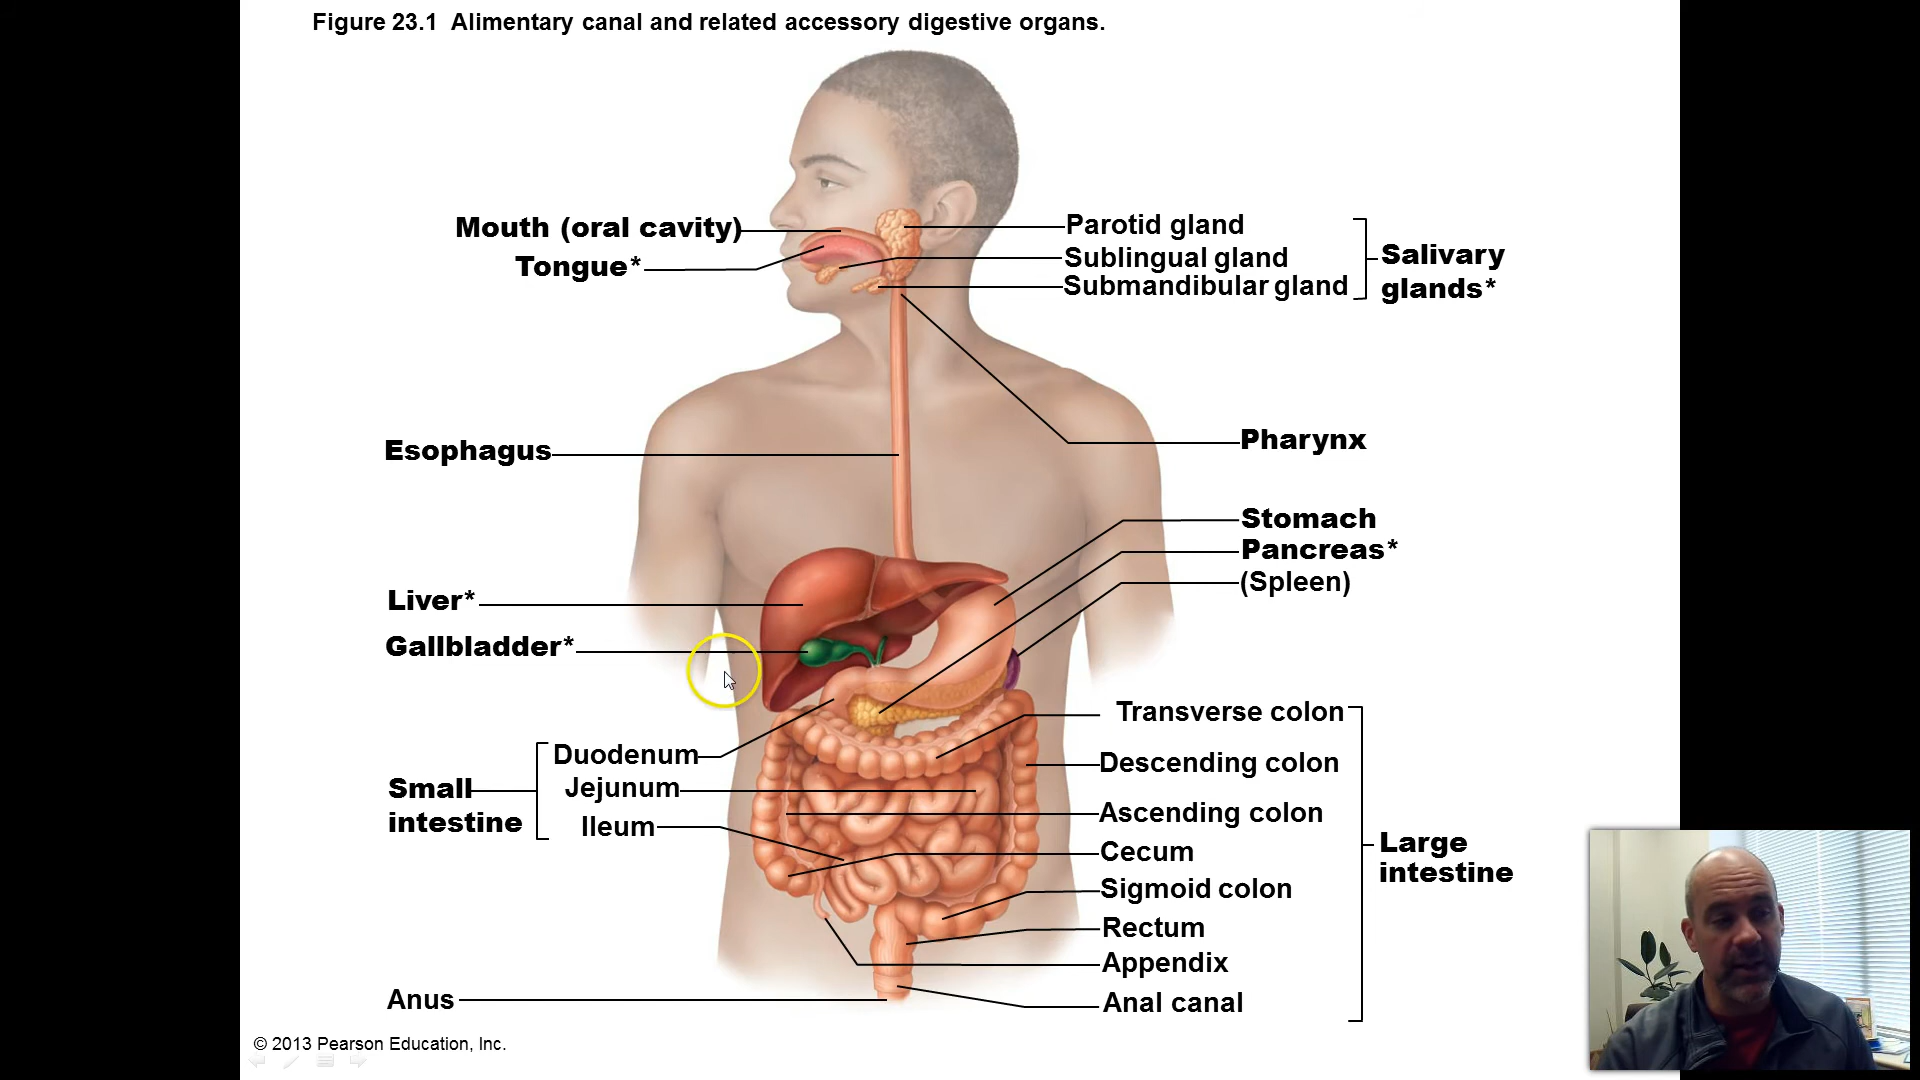 Figure 23.1 Alimentary canal and related accessory digestive organs.
Mouth (oral cavity)
Tongue*
Parotid gland
Sublingual gland
Submandibular gland
Salivary
glands*
Esophagus
Pharynx
Stomach
Pancreas*
(Spleen)
Liver*
Gallbladder*
Small
intestine
Duodenum
Jejunum
Ileum
Transverse colon
Descending colon
Ascending colon
Cecum
Sigmoid colon
Rectum
Appendix
Anal canal
Large
intestine
Anus
© 2013 Pearson Education, Inc.